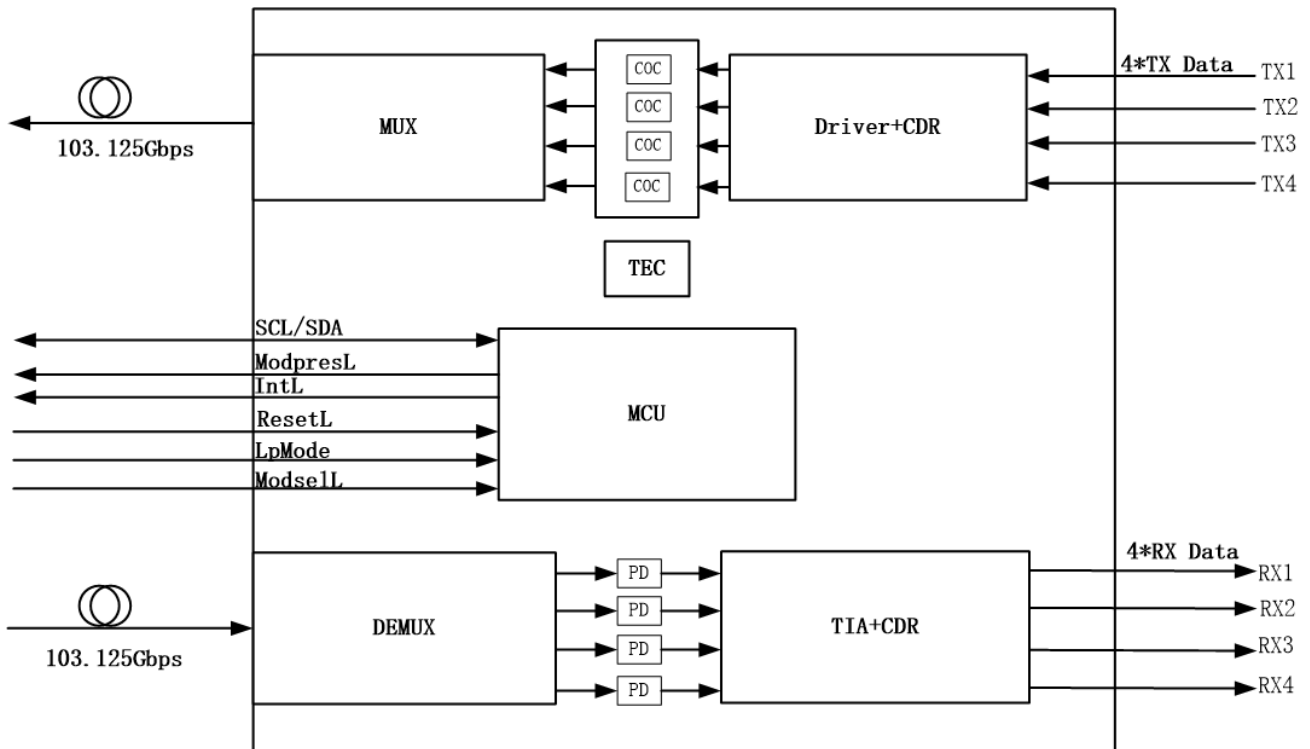 4*TX Data
TX1
TX2
TX3
TX4
COC
COC
COC
COC
MUX
Driver+CDR
103.125Gbps
TEC
SCL/SDA
ModpresL
IntL
ResetL
LpMode
ModselL
MCU
4*RX Data
RX1
RX2
RX3
RX4
PD
PD
PD
PD
DEMUX
TIA+CDR
103.125Gbps